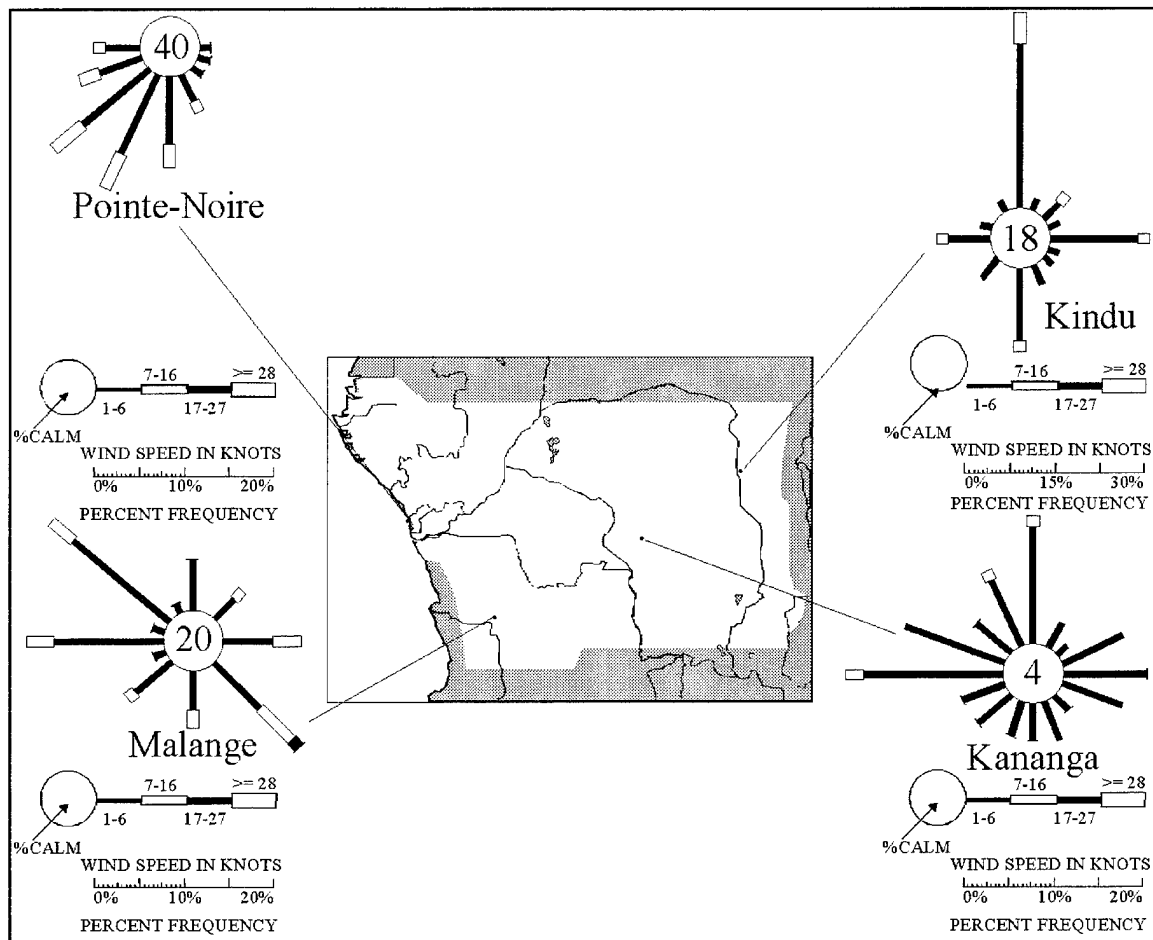 40
Pointe-Noire
7-16 >= 28
1-6 17-27
%CALM
WIND SPEED IN KNOTS
0% 10% 20%
PERCENT FREQUENCY
18
Kindu
7-16 >= 28
1-6 17-27
%CALM
WIND SPEED IN KNOTS
0% 15% 30%
PERCENT FREQUENCY
20
Malange
7-16 >= 28
1-6 17-27
%CALM
WIND SPEED IN KNOTS
0% 10% 20%
PERCENT FREQUENCY
4
Kananga
7-16 >= 28
1-6 17-27
%CALM
WIND SPEED IN KNOTS
0% 10% 20%
PERCENT FREQUENCY